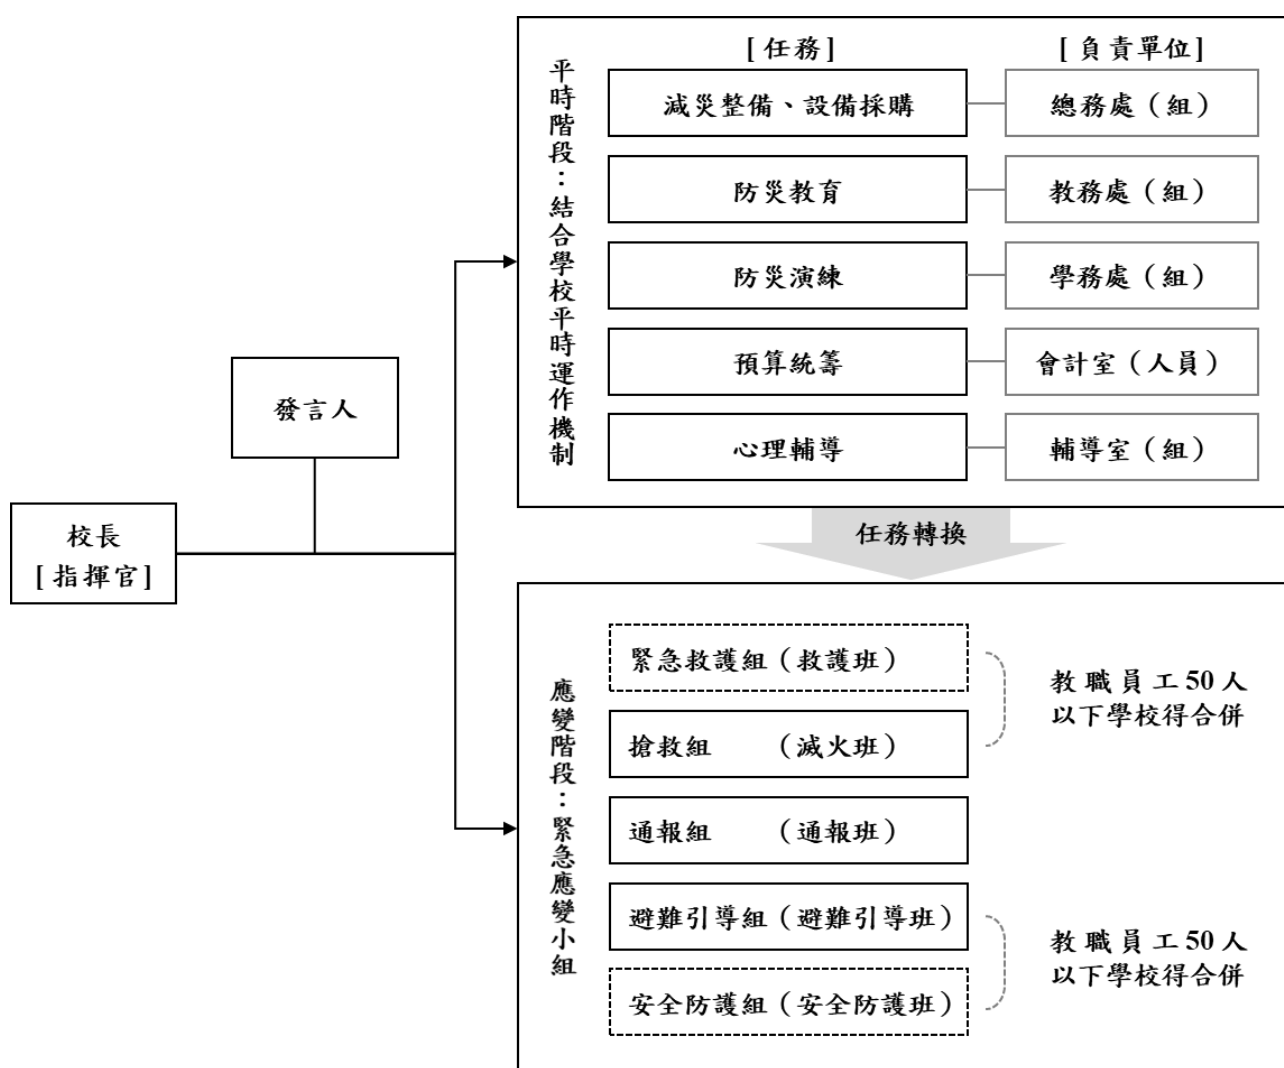 校長
[指揮官]
發言人
平時階段：結合學校平時運作機制
[任務]
[負責單位]
減災整備、設備採購
總務處（組）
防災教育
教務處（組）
防災演練
學務處（組）
預算統籌
會計室（人員）
心理輔導
輔導室（組）
任務轉換
應變階段：緊急應變小組
緊急救護組（救護班）
搶救組　　（滅火班）
教職員工50人
以下學校得合併
通報組　　（通報班）
避難引導組（避難引導班）
安全防護組（安全防護班）
教職員工50人
以下學校得合併